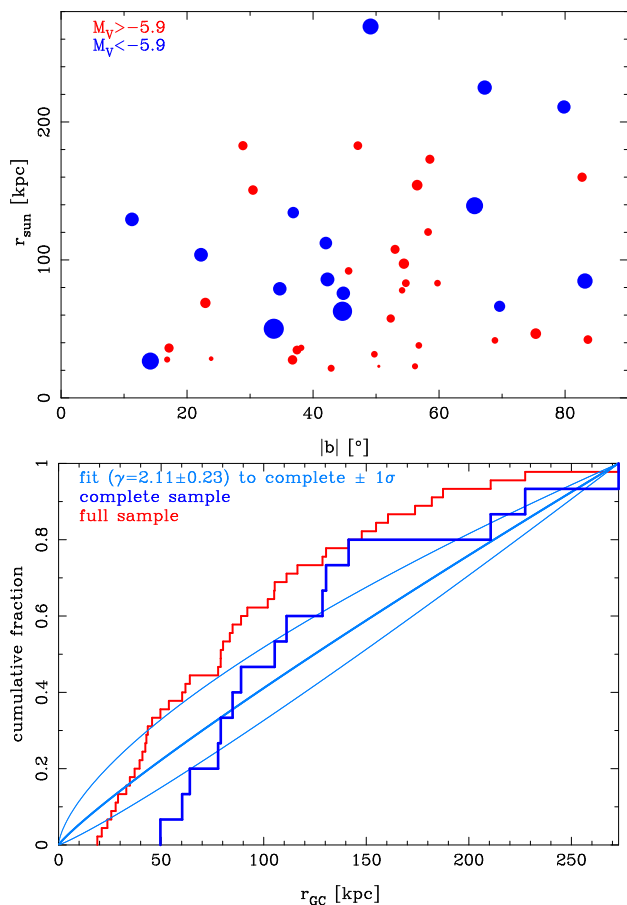 M_V>−5.9
M_V<−5.9
r_sun [kpc]
0 100 200
0 20 40 60 80
|b| [°]
fit (γ=2.11±0.23) to complete ± 1σ
complete sample
full sample
cumulative fraction
0 0.2 0.4 0.6 0.8 1
0 50 100 150 200 250
r_GC [kpc]